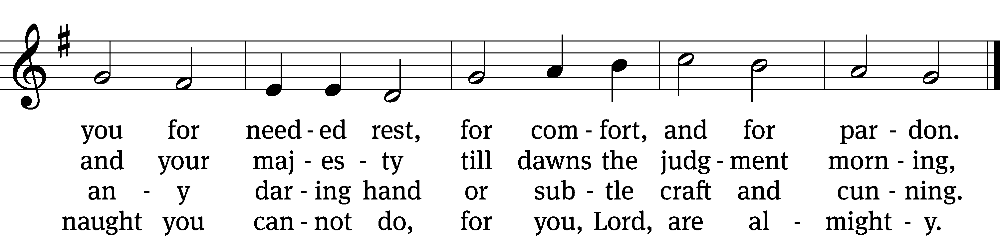 you for need - ed rest, for com - fort, and for par - don.
and your maj - es - ty till dawns the judg - ment morn - ing,
an - y dar - ing hand or sub - tle craft and cun - ning.
naught you can - not do, for you, Lord, are al - might - y.